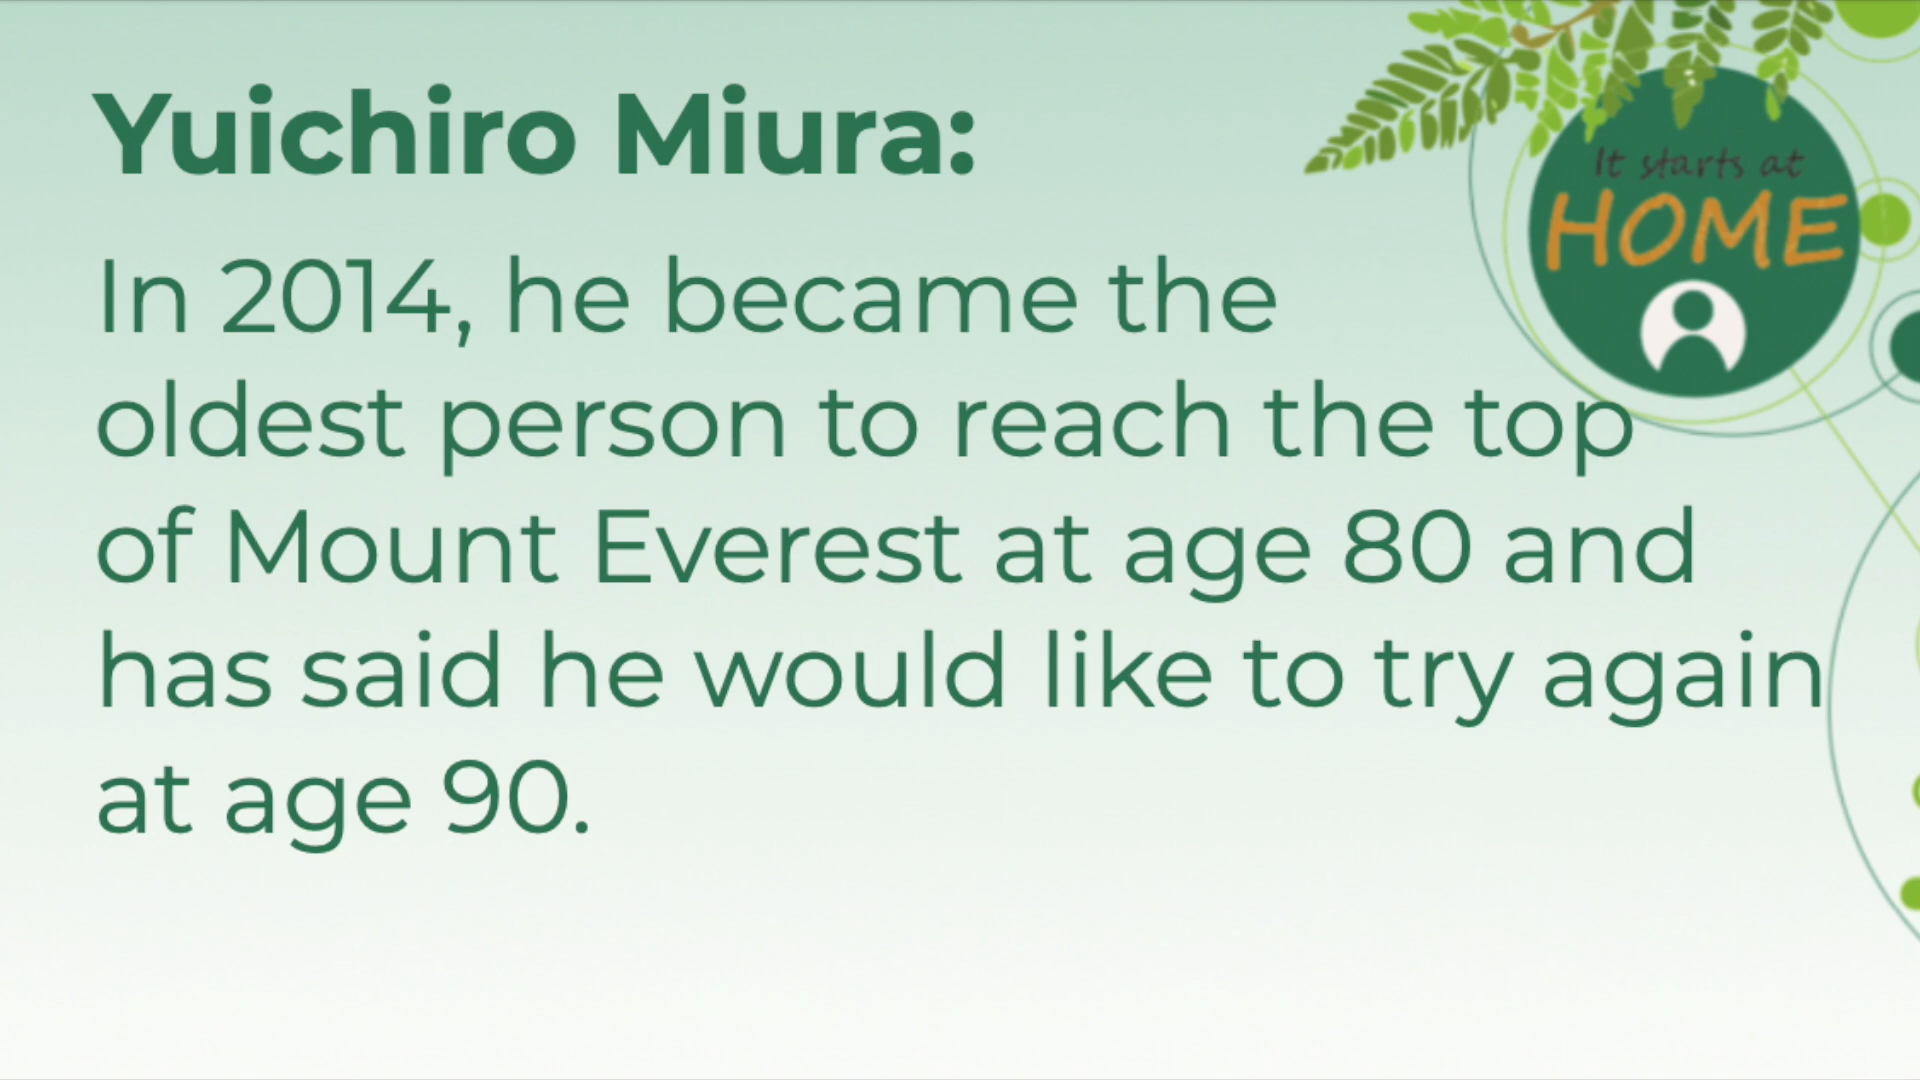 Yuichiro Miura:
In 2014, he became the
oldest person to reach the top
of Mount Everest at age 80 and
has said he would like to try again
at age 90.
It starts at
HOME